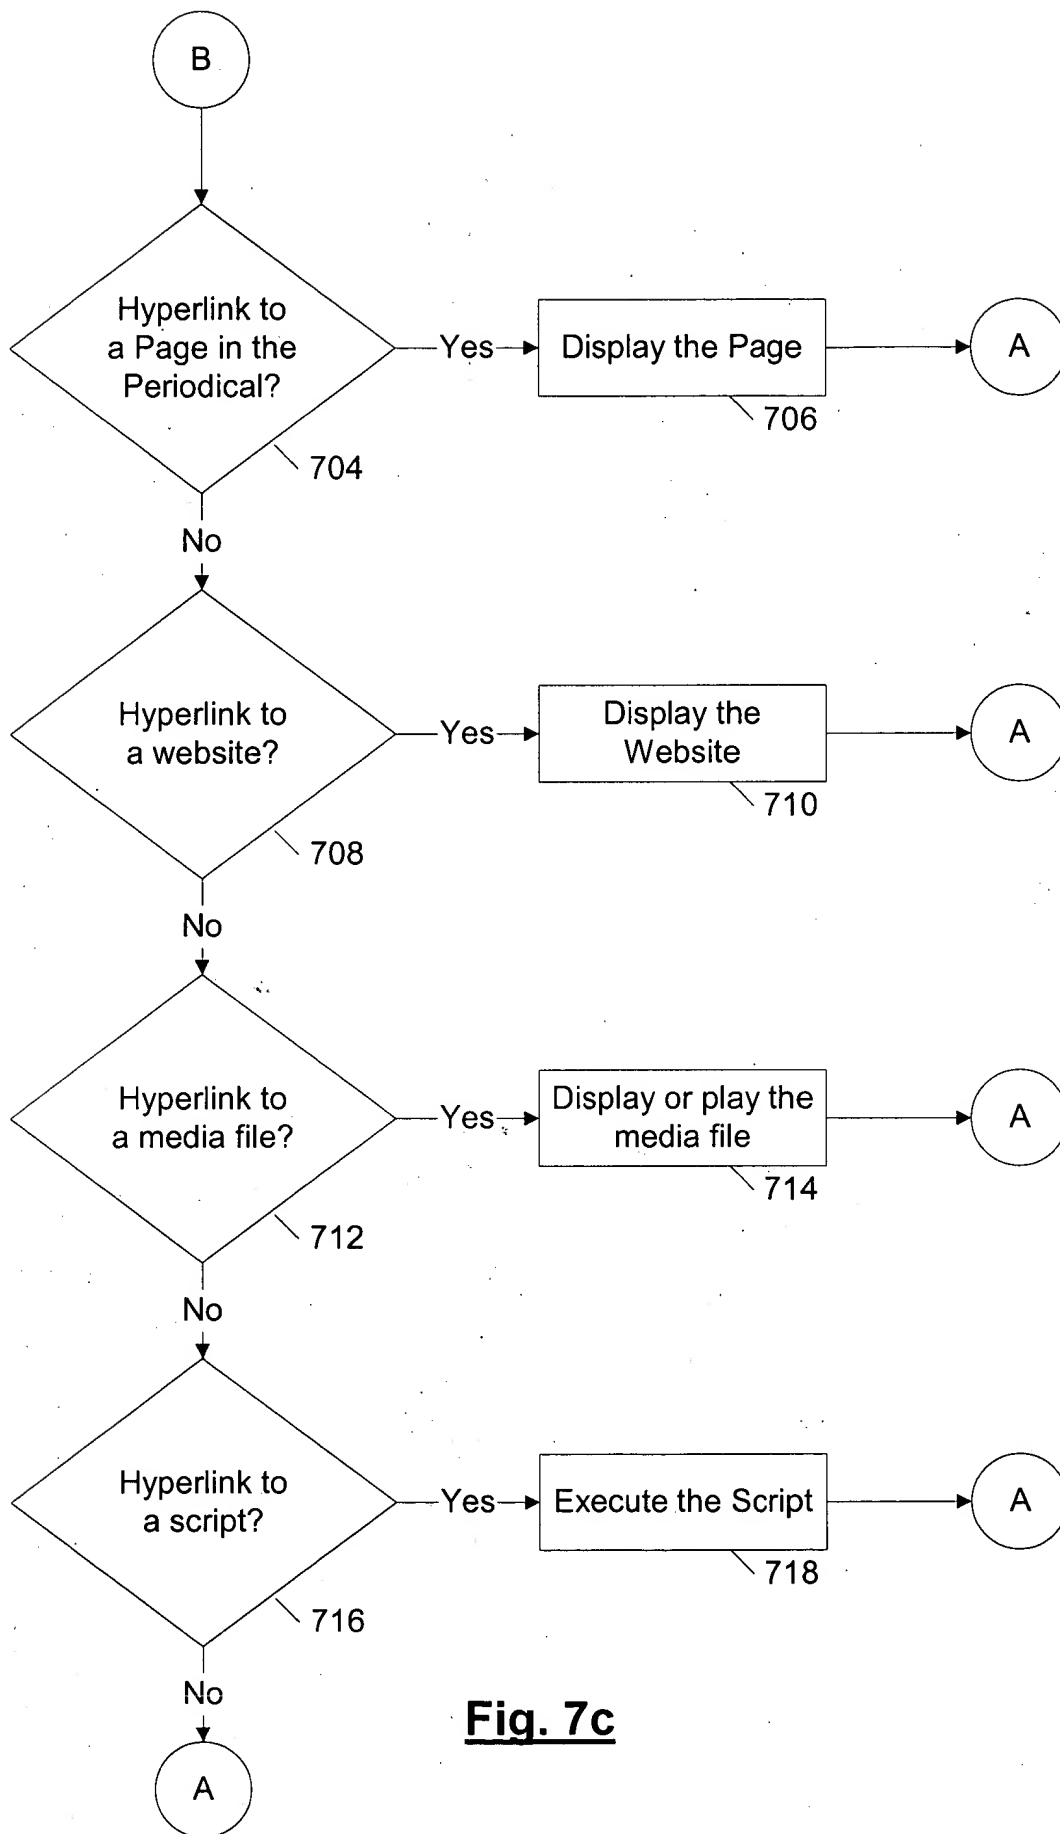 B
Hyperlink to
a Page in the
Periodical?
Yes
Display the Page
A
706
704
No
Hyperlink to
a website?
Yes
Display the
Website
A
710
708
No
Hyperlink to
a media file?
Yes
Display or play the
media file
A
714
712
No
Hyperlink to
a script?
Yes
Execute the Script
A
718
716
No
A
Fig. 7c